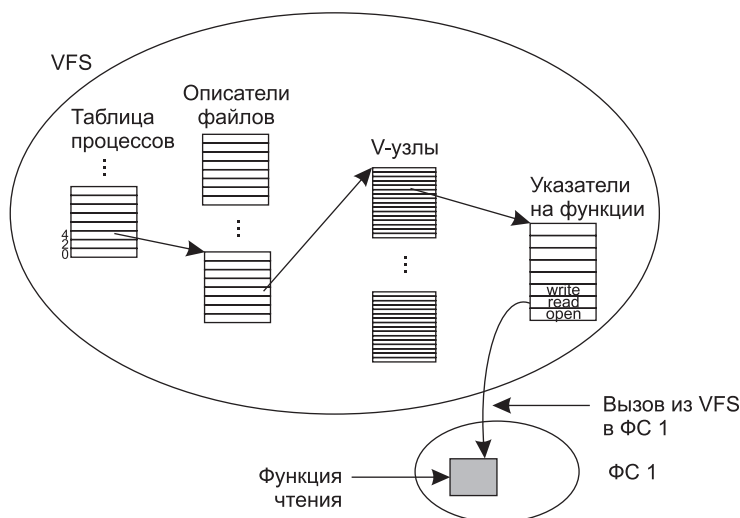 VFS
Таблица
процессов
Описатели
файлов
V-узлы
Указатели
на функции
4
2
0
write
read
open
Вызов из VFS
в ФС 1
ФС 1
Функция
чтения